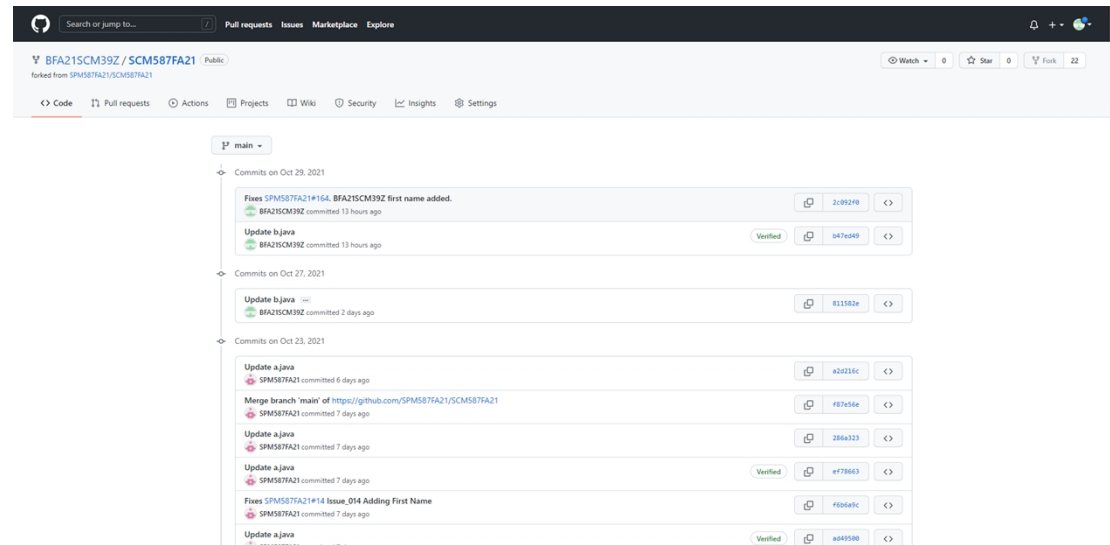 Search or jump to... /
Pull requests Issues Marketplace Explore
BFA21SCM39Z / SCM587FA21 Public
Watch 0 Star 0 Fork 22
forked from SPM587FA21/SCM587FA21
<> Code Pull requests Actions Projects Wiki Security Insights Settings
main
Commits on Oct 29, 2021
Fixes SPM587FA21#164. BFA21SCM39Z first name added.
2c092f0 <>
BFA21SCM39Z committed 13 hours ago
Update b.java
Verified b47ed49 <>
BFA21SCM39Z committed 13 hours ago
Commits on Oct 27, 2021
Update b.java ...
811582e <>
BFA21SCM39Z committed 2 days ago
Commits on Oct 23, 2021
Update a.java
a2d216c <>
SPM587FA21 committed 6 days ago
Merge branch 'main' of https://github.com/SPM587FA21/SCM587FA21
f87e56e <>
SPM587FA21 committed 7 days ago
Update a.java
286a323 <>
SPM587FA21 committed 7 days ago
Update a.java
Verified ef78663 <>
SPM587FA21 committed 7 days ago
Fixes SPM587FA21#14 Issue_014 Adding First Name
f6b6a9c <>
SPM587FA21 committed 7 days ago
Update a.java
Verified ad49500 <>